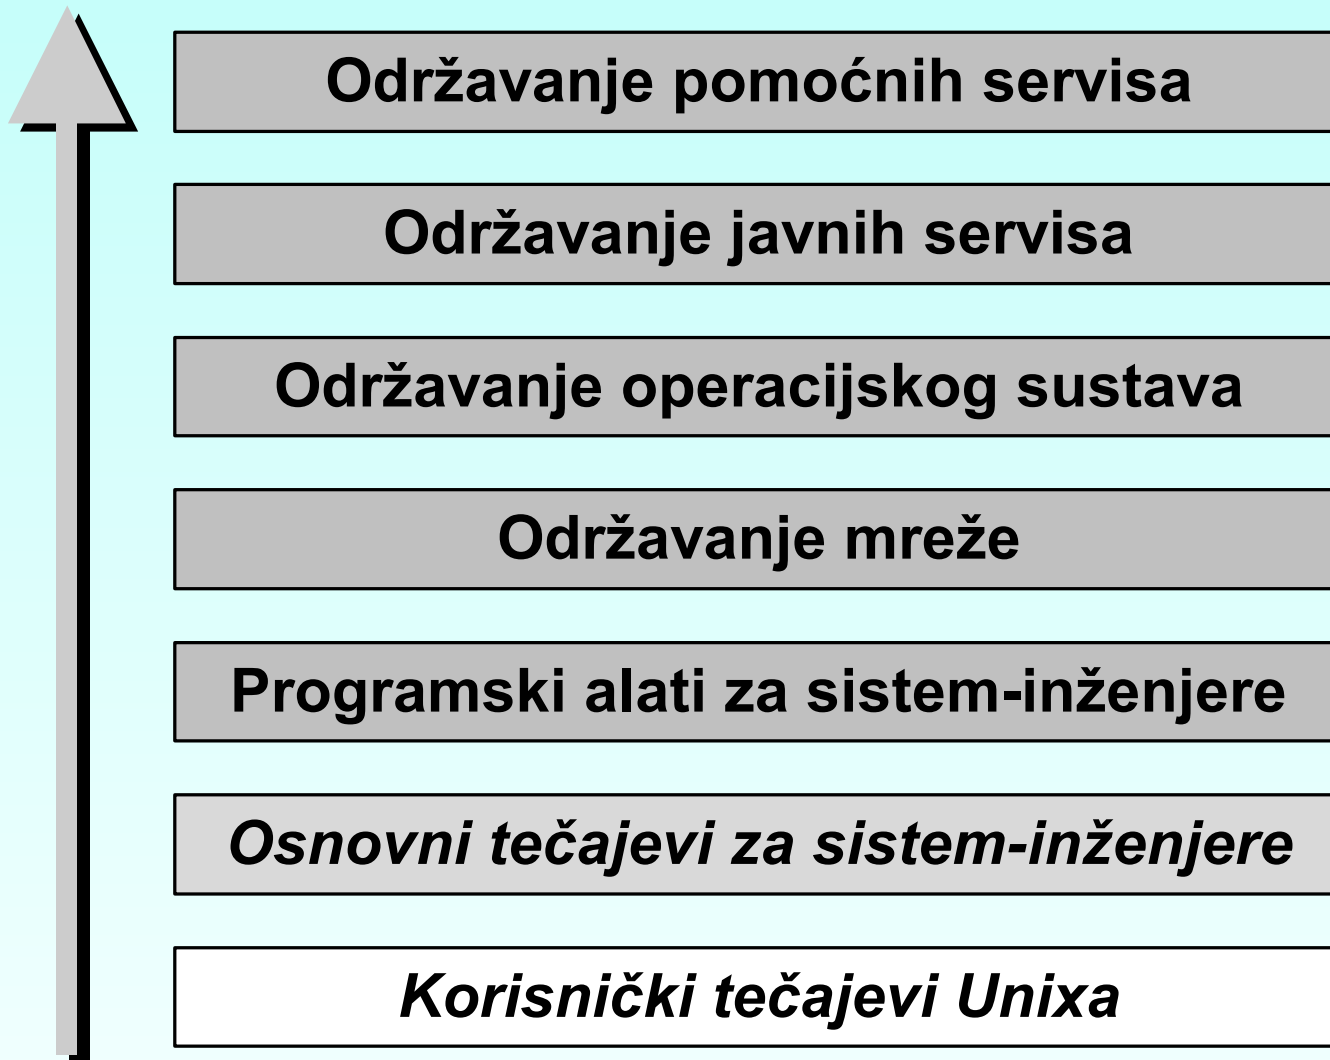 Održavanje pomoćnih servisa
Održavanje javnih servisa
Održavanje operacijskog sustava
Održavanje mreže
Programski alati za sistem-inženjere
Osnovni tečajevi za sistem-inženjere
Korisnički tečajevi Unixa